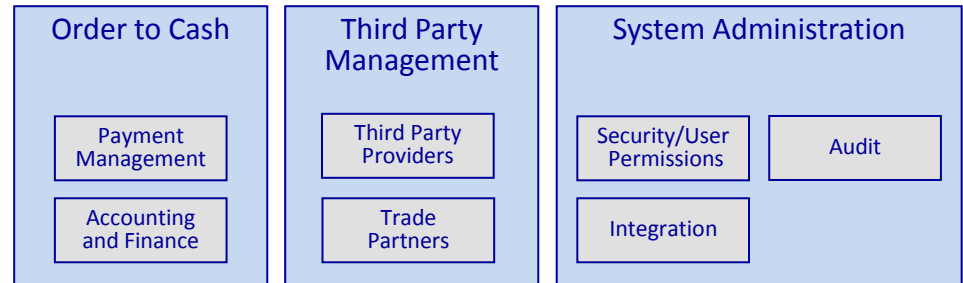 Order to Cash
Payment
Management
Accounting
and Finance
Third Party
Management
Third Party
Providers
Trade
Partners
System Administration
Security/User
Permissions
Audit
Integration